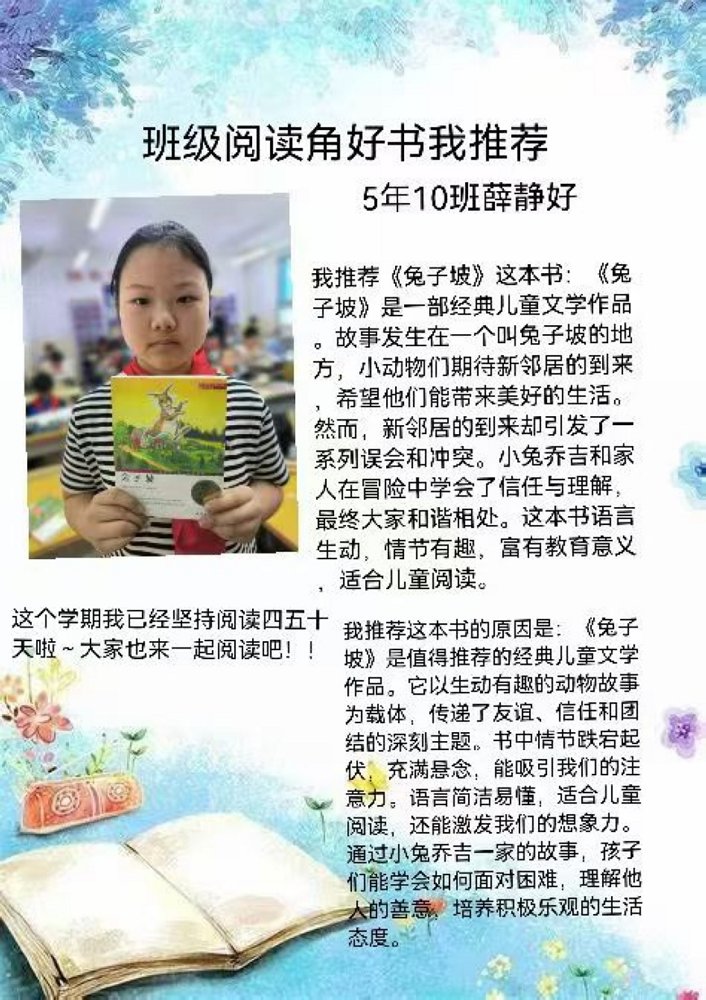 班级阅读角好书我推荐
5年10班薛静好
我推荐《兔子坡》这本书：《兔
子坡》是一部经典儿童文学作品
。故事发生在一个叫兔子坡的地
方，小动物们期待新邻居的到来
，希望他们能带来美好的生活。
然而，新邻居的到来却引发了一
系列误会和冲突。小兔乔吉和家
人在冒险中学会了信任与理解，
最终大家和谐相处。这本书语言
生动，情节有趣，富有教育意义
，适合儿童阅读。
兔子坡
这个学期我已经坚持阅读四五十
天啦～大家也来一起阅读吧！！
我推荐这本书的原因是：《兔子
坡》是值得推荐的经典儿童文学
作品。它以生动有趣的动物故事
为载体，传递了友谊、信任和团
结的深刻主题。书中情节跌宕起
伏，充满悬念，能吸引我们的注
意力。语言简洁易懂，适合儿童
阅读，还能激发我们的想象力。
通过小兔乔吉一家的故事，孩子
们能学会如何面对困难，理解他
人的善意，培养积极乐观的生活
态度。